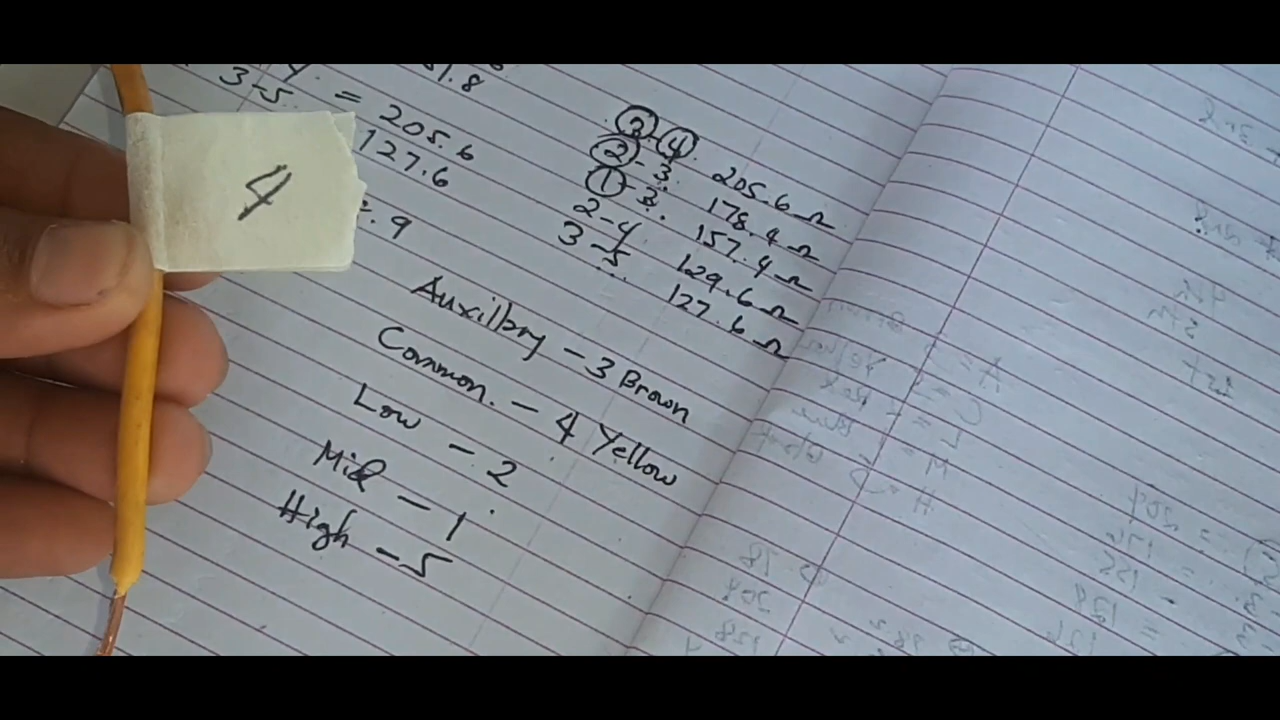 51.8
3-5.
= 205.6
127.6
.9
4
③ ④ 205.6 Ω
② - 3. 178.4 Ω
① - 3. 157.4 Ω
2-4 129.6 Ω
3-5 127.6 Ω
Auxilbry - 3 Brown
Common. - 4 Yellow
Low - 2
Mid - 1
High - 5